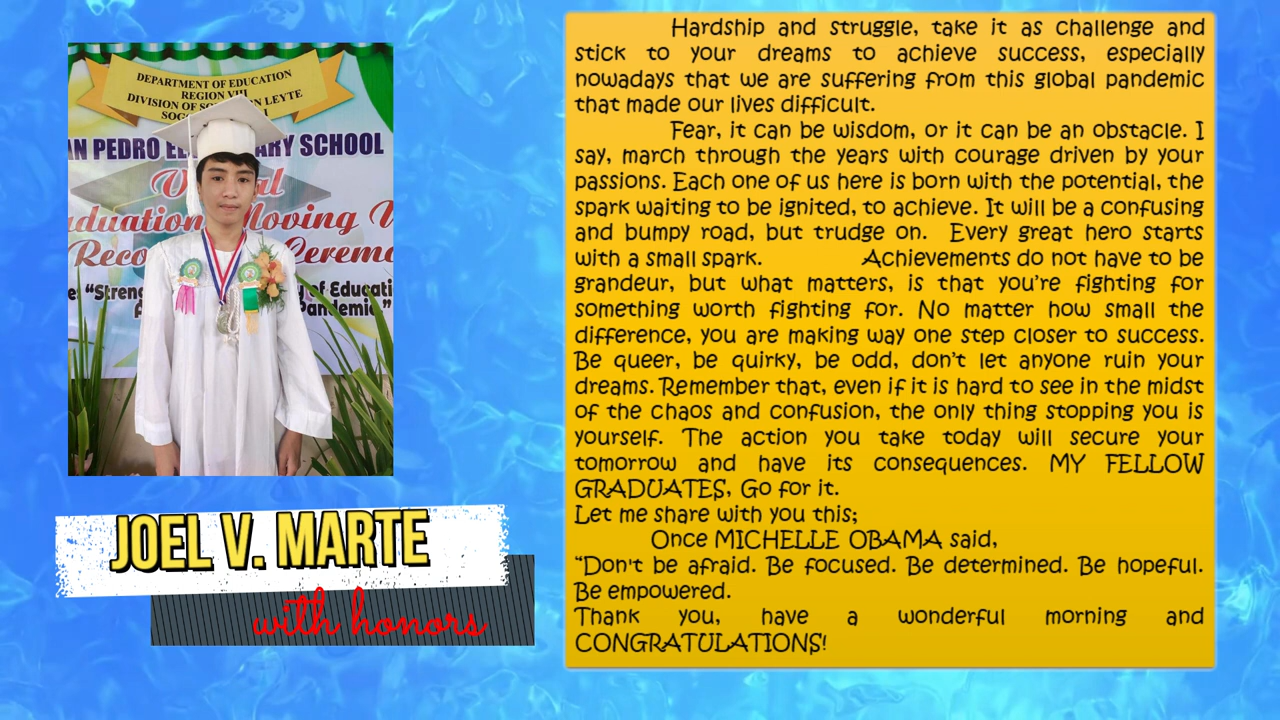 DEPARTMENT OF EDUCATION
REGION VIII
DIVISION OF LEYTE
PEDRO SCHOOL
Moving
"Stren of
Pandemic"
JOEL V. MARTE
with honors
Hardship and struggle, take it as challenge and
stick to your dreams to achieve success, especially
nowadays that we are suffering from this global pandemic
that made our lives difficult.
Fear, it can be wisdom, or it can be an obstacle. I
say, march through the years with courage driven by your
passions. Each one of us here is born with the potential, the
spark waiting to be ignited, to achieve. It will be a confusing
and bumpy road, but trudge on. Every great hero starts
with a small spark. Achievements do not have to be
grandeur, but what matters, is that you're fighting for
something worth fighting for. No matter how small the
difference, you are making way one step closer to success.
Be queer, be quirky, be odd, don't let anyone ruin your
dreams. Remember that, even if it is hard to see in the midst
of the chaos and confusion, the only thing stopping you is
yourself. The action you take today will secure your
tomorrow and have its consequences. MY FELLOW
GRADUATES, Go for it.
Let me share with you this;
Once MICHELLE OBAMA said,
"Don't be afraid. Be focused. Be determined. Be hopeful.
Be empowered.
Thank you, have a wonderful morning and
CONGRATULATIONS!